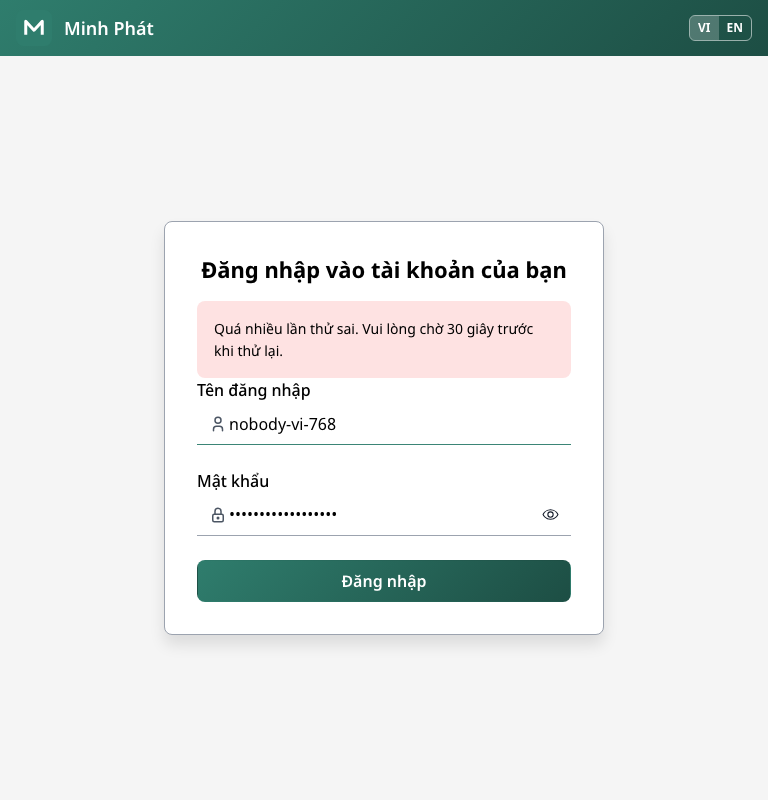 Minh Phát
VI
EN
Đăng nhập vào tài khoản của bạn
Quá nhiều lần thử sai. Vui lòng chờ 30 giây trước
khi thử lại.
Tên đăng nhập
nobody-vi-768
Mật khẩu
••••••••••••••••••
Đăng nhập